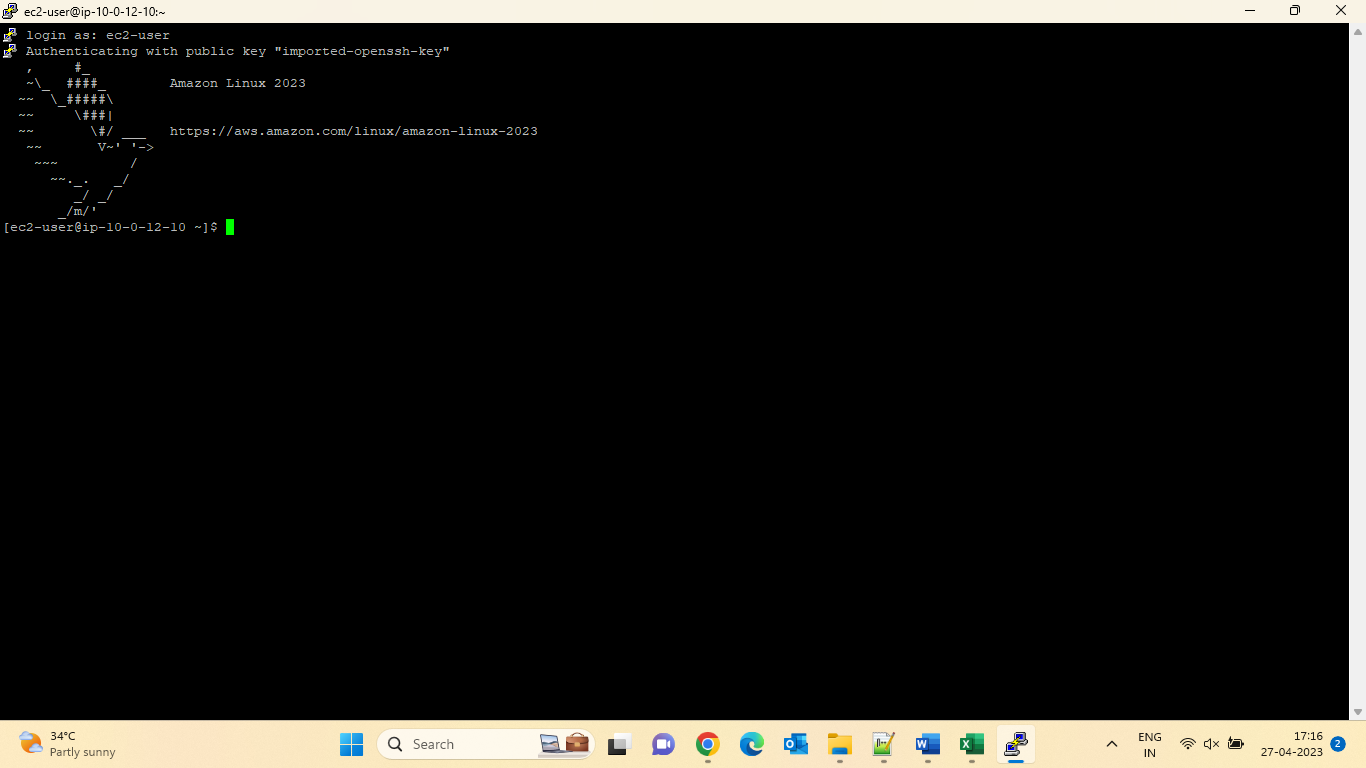 ec2-user@ip-10-0-12-10:~
login as: ec2-user
Authenticating with public key "imported-openssh-key"
   ,     #_
   ~\_  ####_        Amazon Linux 2023
  ~~  \_#####\
  ~~     \###|
  ~~       \#/ ___   https://aws.amazon.com/linux/amazon-linux-2023
   ~~       V~' '->
    ~~~         /
      ~~._.   _/
         _/ _/
       _/m/'
[ec2-user@ip-10-0-12-10 ~]$
34°C
Partly sunny
Search
ENG
IN
17:16
27-04-2023
2